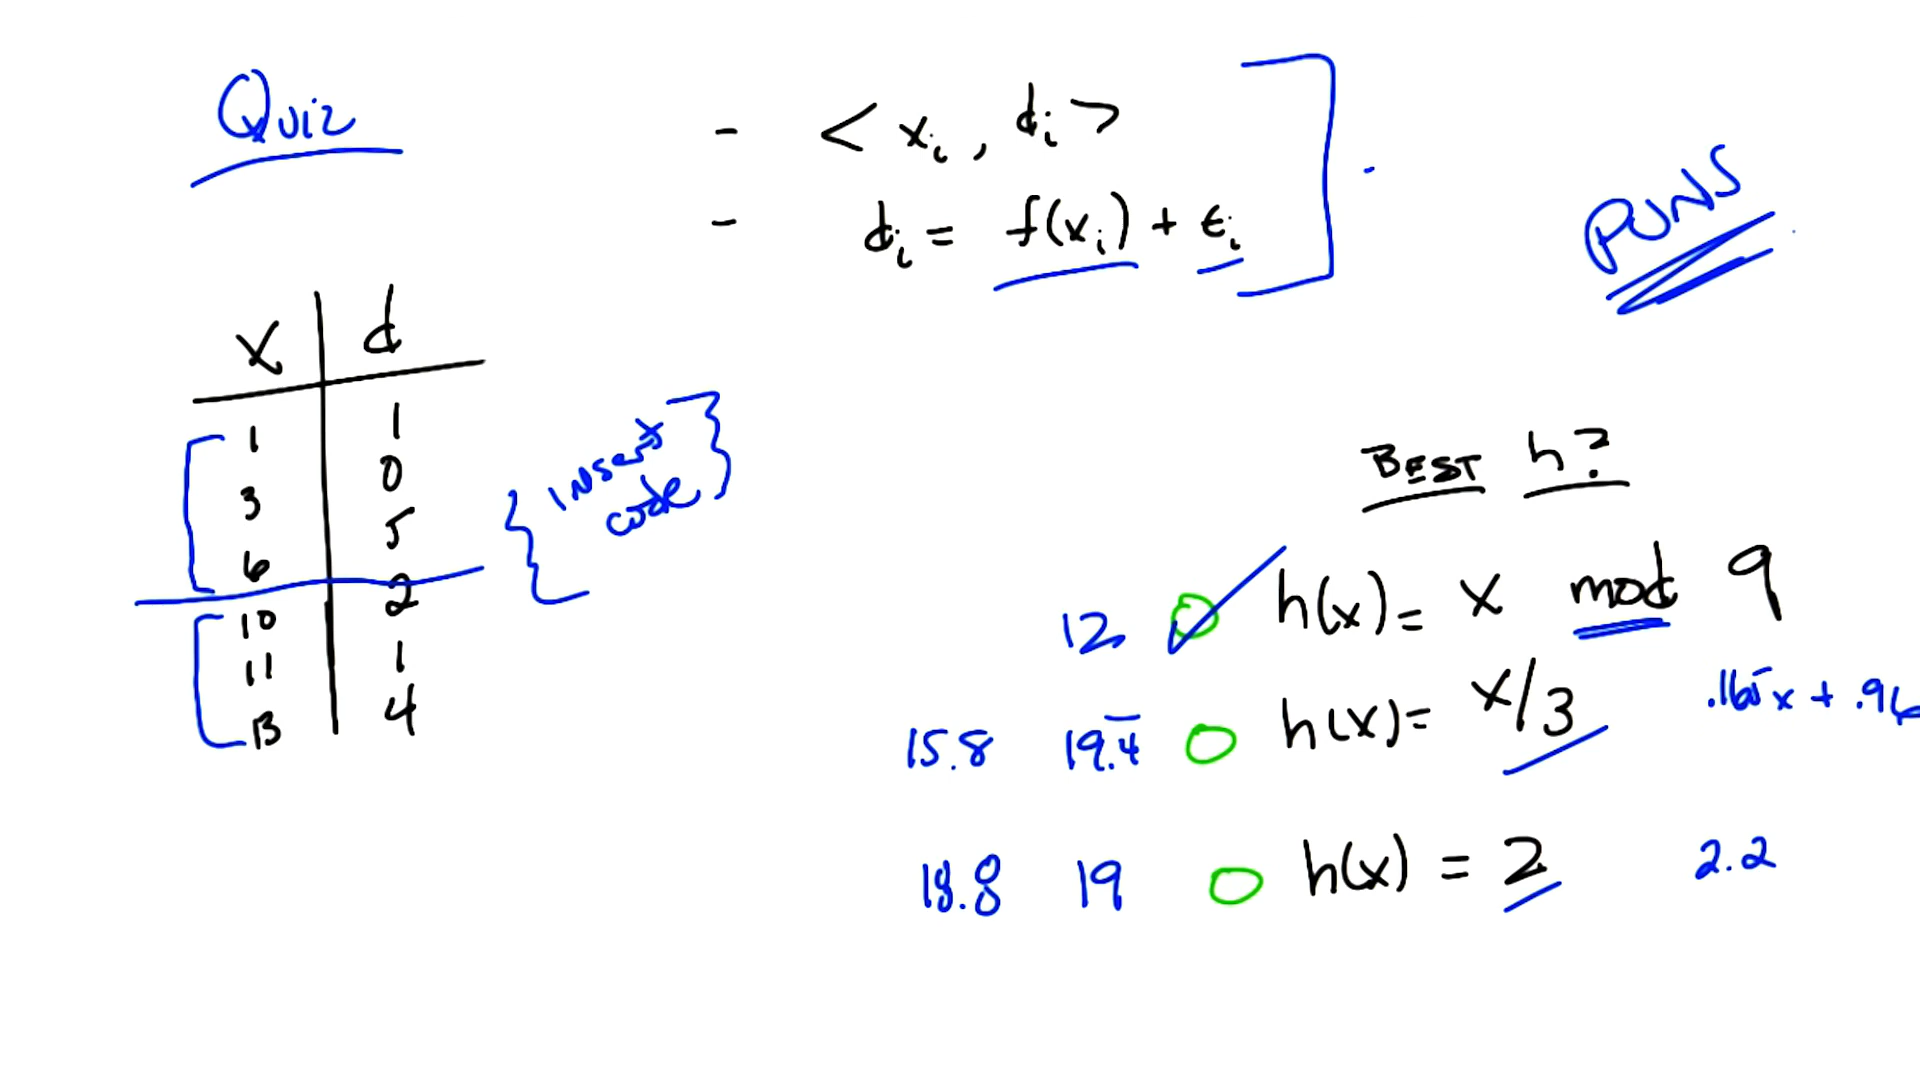 Quiz
- < xᵢ , dᵢ >
- dᵢ = f(xᵢ) + εᵢ
PUNS
x d
1 1
3 0
6 5
10 2
11 1
13 4
{ insert
code }
BEST h?
12 h(x) = x mod 9
15.8 19.4̅ h(x) = x/3 .165x + .96
18.8 19 h(x) = 2 2.2